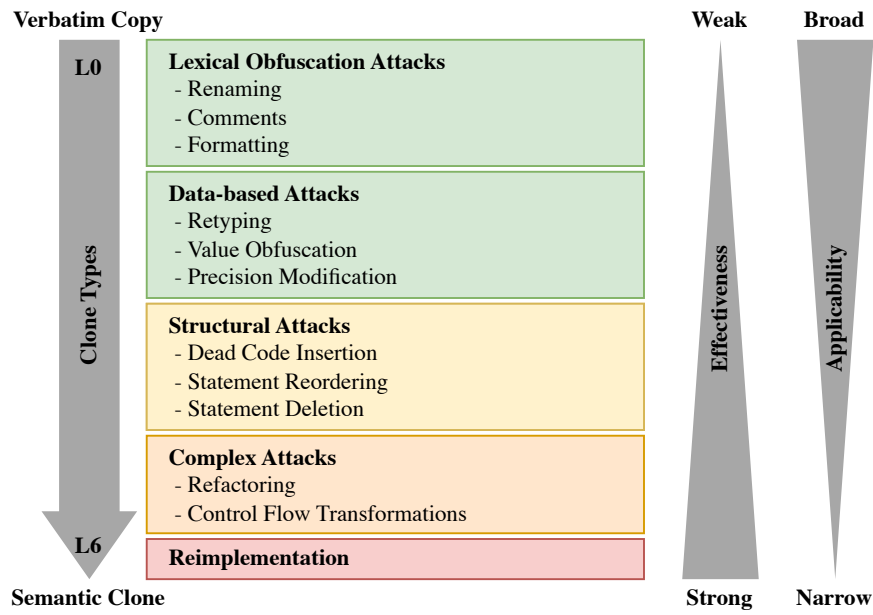 Verbatim Copy
Weak
Broad
L0
Lexical Obfuscation Attacks
- Renaming
- Comments
- Formatting
Data-based Attacks
- Retyping
- Value Obfuscation
- Precision Modification
Clone Types
Effectiveness
Applicability
Structural Attacks
- Dead Code Insertion
- Statement Reordering
- Statement Deletion
Complex Attacks
- Refactoring
- Control Flow Transformations
L6
Reimplementation
Semantic Clone
Strong
Narrow